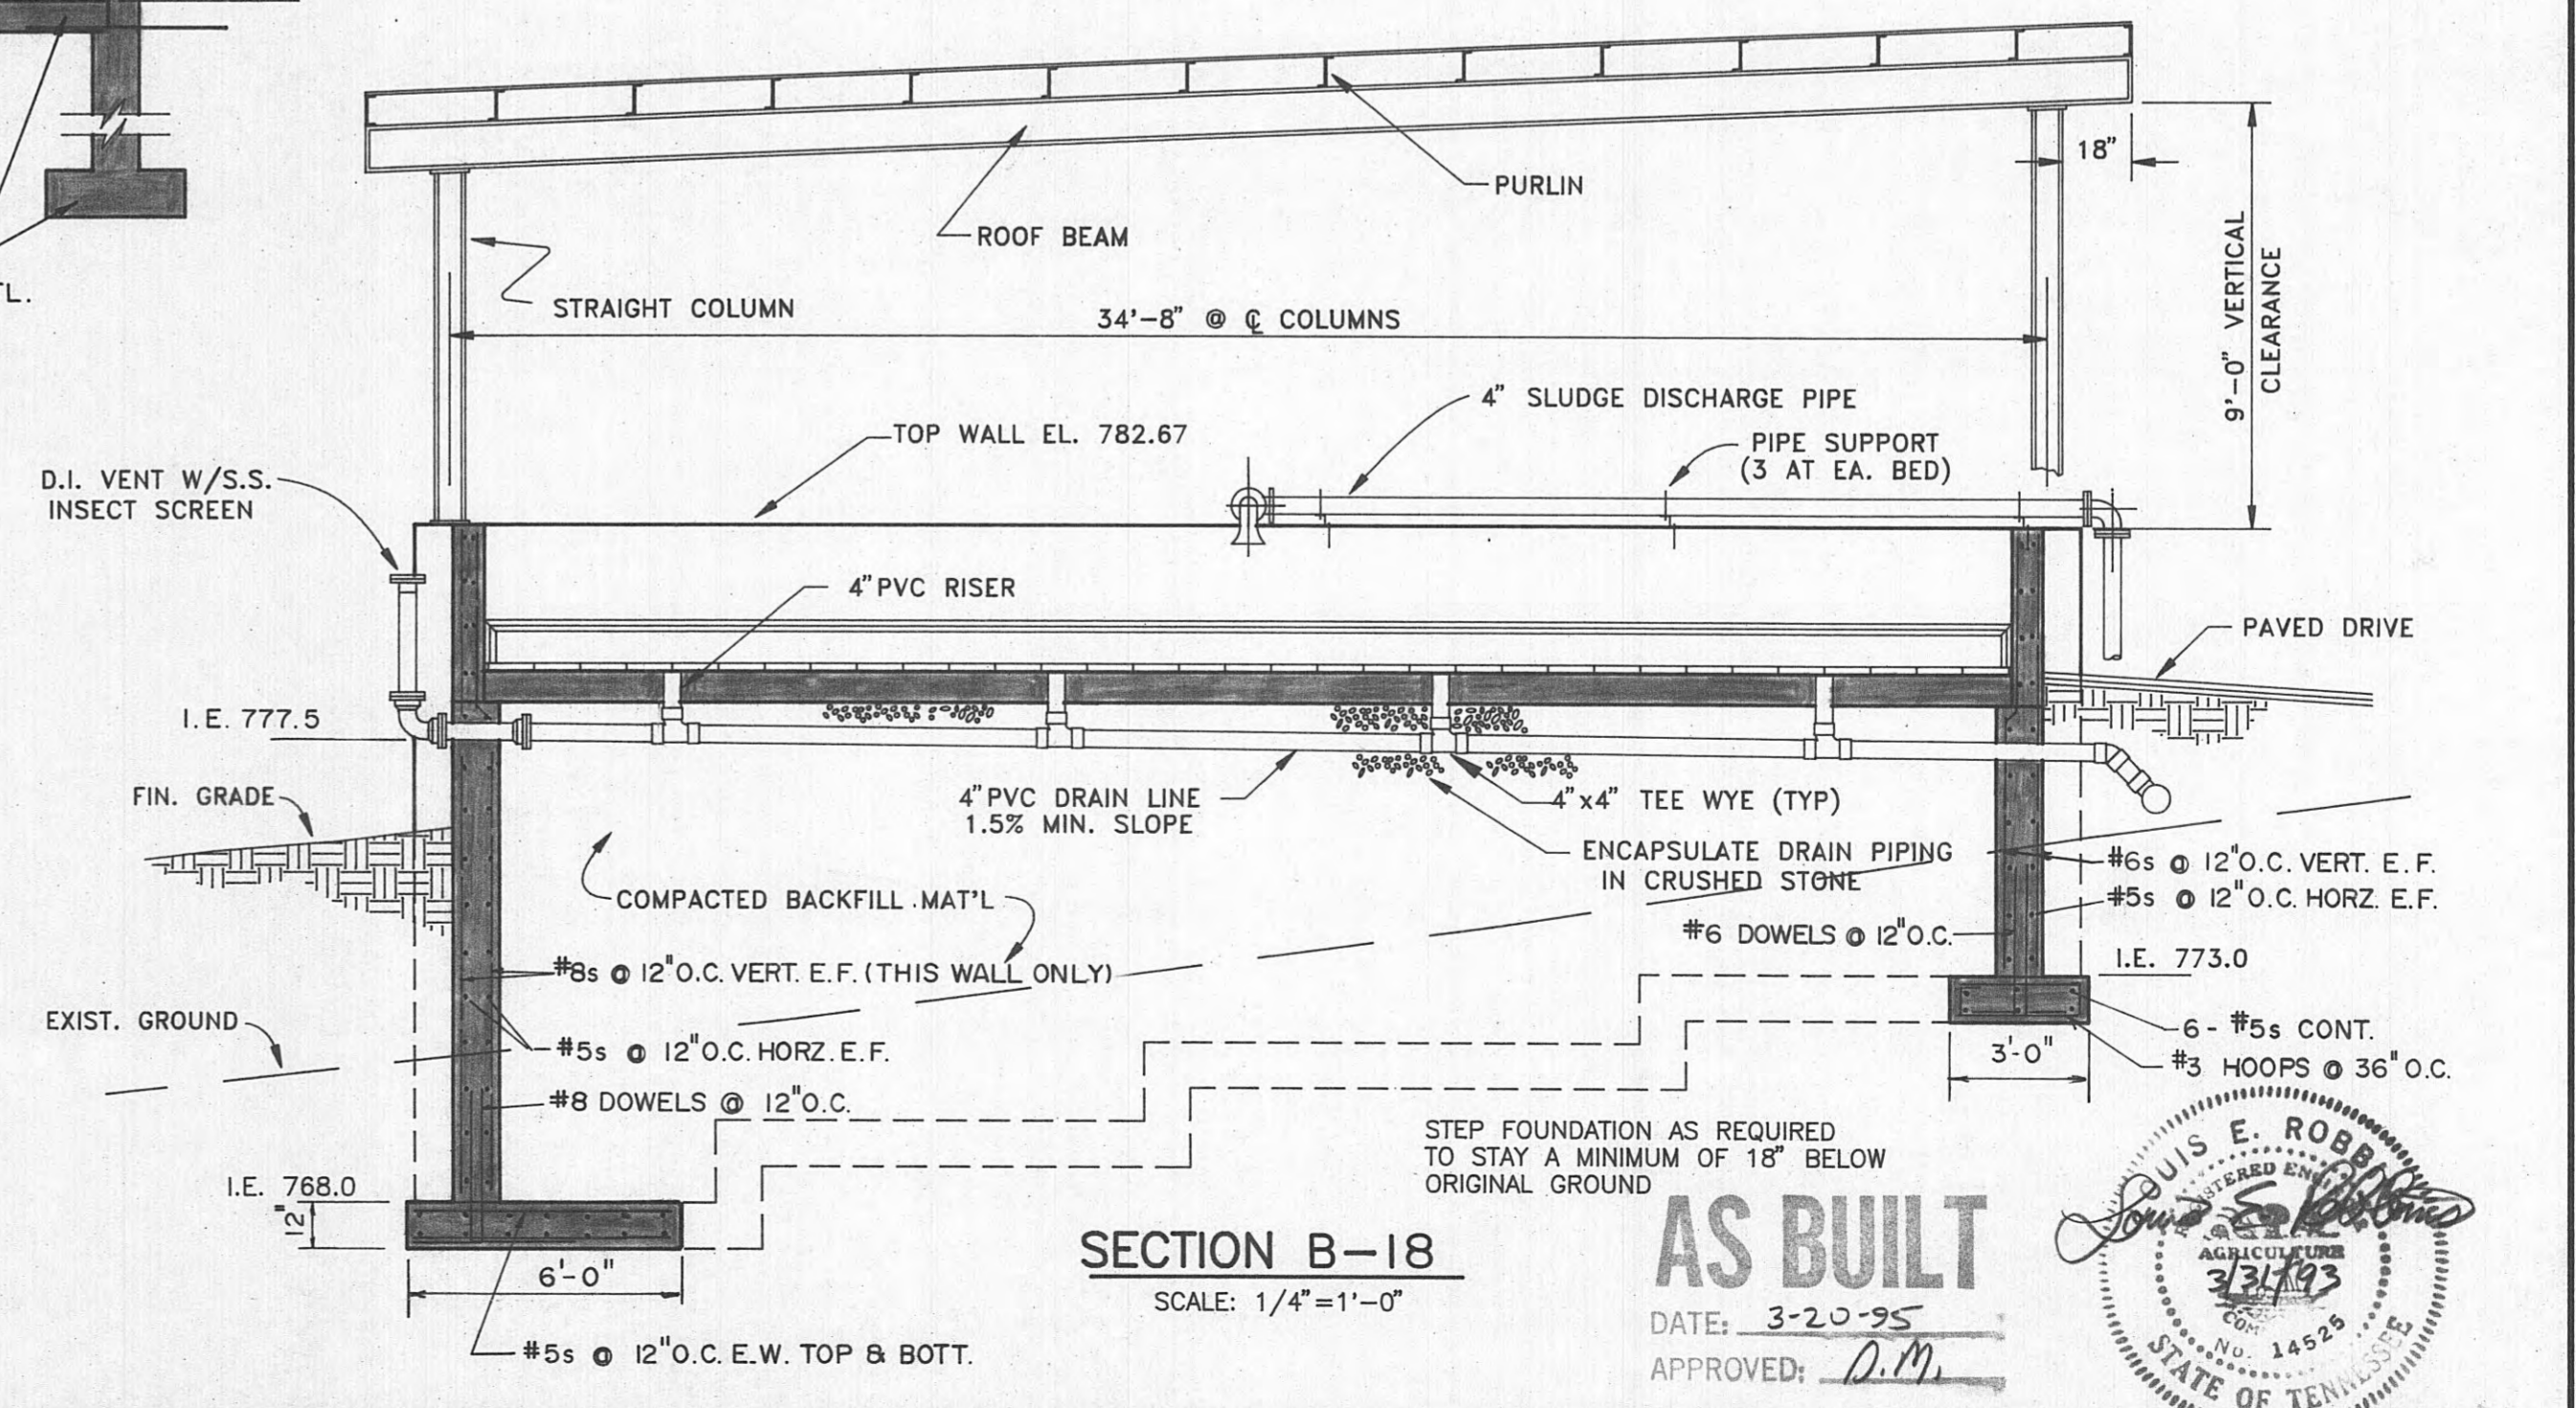 TL.
PURLIN
ROOF BEAM
STRAIGHT COLUMN
34'-8" @ ℄ COLUMNS
18"
9'-0" VERTICAL
CLEARANCE
4" SLUDGE DISCHARGE PIPE
TOP WALL EL. 782.67
PIPE SUPPORT
(3 AT EA. BED)
D.I. VENT W/S.S.
INSECT SCREEN
4" PVC RISER
PAVED DRIVE
I.E. 777.5
FIN. GRADE
4" PVC DRAIN LINE
1.5% MIN. SLOPE
4"x4" TEE WYE (TYP)
ENCAPSULATE DRAIN PIPING
IN CRUSHED STONE
#6s @ 12" O.C. VERT. E.F.
#5s @ 12" O.C. HORZ. E.F.
COMPACTED BACKFILL MAT'L
#6 DOWELS @ 12" O.C.
#8s @ 12" O.C. VERT. E.F. (THIS WALL ONLY)
I.E. 773.0
EXIST. GROUND
#5s @ 12" O.C. HORZ. E.F.
6 - #5s CONT.
3'-0"
#3 HOOPS @ 36" O.C.
#8 DOWELS @ 12" O.C.
STEP FOUNDATION AS REQUIRED
TO STAY A MINIMUM OF 18" BELOW
ORIGINAL GROUND
I.E. 768.0
12"
6'-0"
#5s @ 12" O.C. E.W. TOP & BOTT.
SECTION B-18
SCALE: 1/4"=1'-0"
AS BUILT
DATE: 3-20-95
APPROVED: D.M.
LOUIS E.
AGRICULTURE
3/31/93
No. 14525
STATE OF TENNESSEE